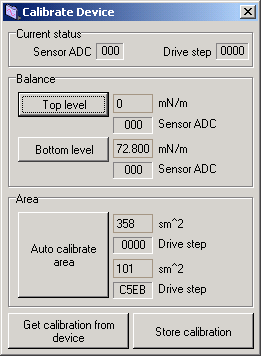 Calibrate Device
Current status
Sensor ADC 000 Drive step 0000
Balance
Top level 0 mN/m
000 Sensor ADC
Bottom level 72.800 mN/m
000 Sensor ADC
Area
358 sm^2
Auto calibrate area
0000 Drive step
101 sm^2
C5EB Drive step
Get calibration from device
Store calibration